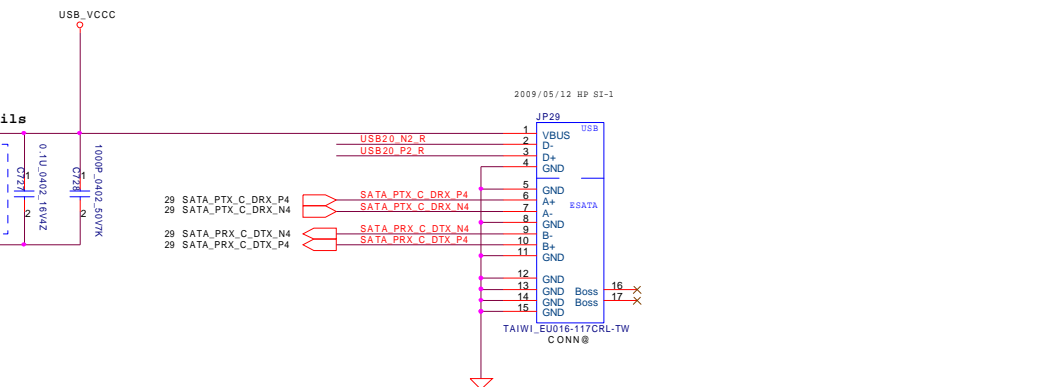 USB_VCCC
2009/05/12 HP SI-1
ils
JP29
USB
1 VBUS
USB20_N2_R 2 D-
USB20_P2_R 3 D+
4 GND
0.1U_0402_16V4Z
C727
1
2
1000P_0402_50V7K
C728
1
2
5 GND
29 SATA_PTX_C_DRX_P4 SATA_PTX_C_DRX_P4 6 A+
ESATA
29 SATA_PTX_C_DRX_N4 SATA_PTX_C_DRX_N4 7 A-
8 GND
29 SATA_PRX_C_DTX_N4 SATA_PRX_C_DTX_N4 9 B-
29 SATA_PRX_C_DTX_P4 SATA_PRX_C_DTX_P4 10 B+
11 GND
12 GND
13 GND Boss 16
14 GND Boss 17
15 GND
TAIWI_EU016-117CRL-TW
CONN@